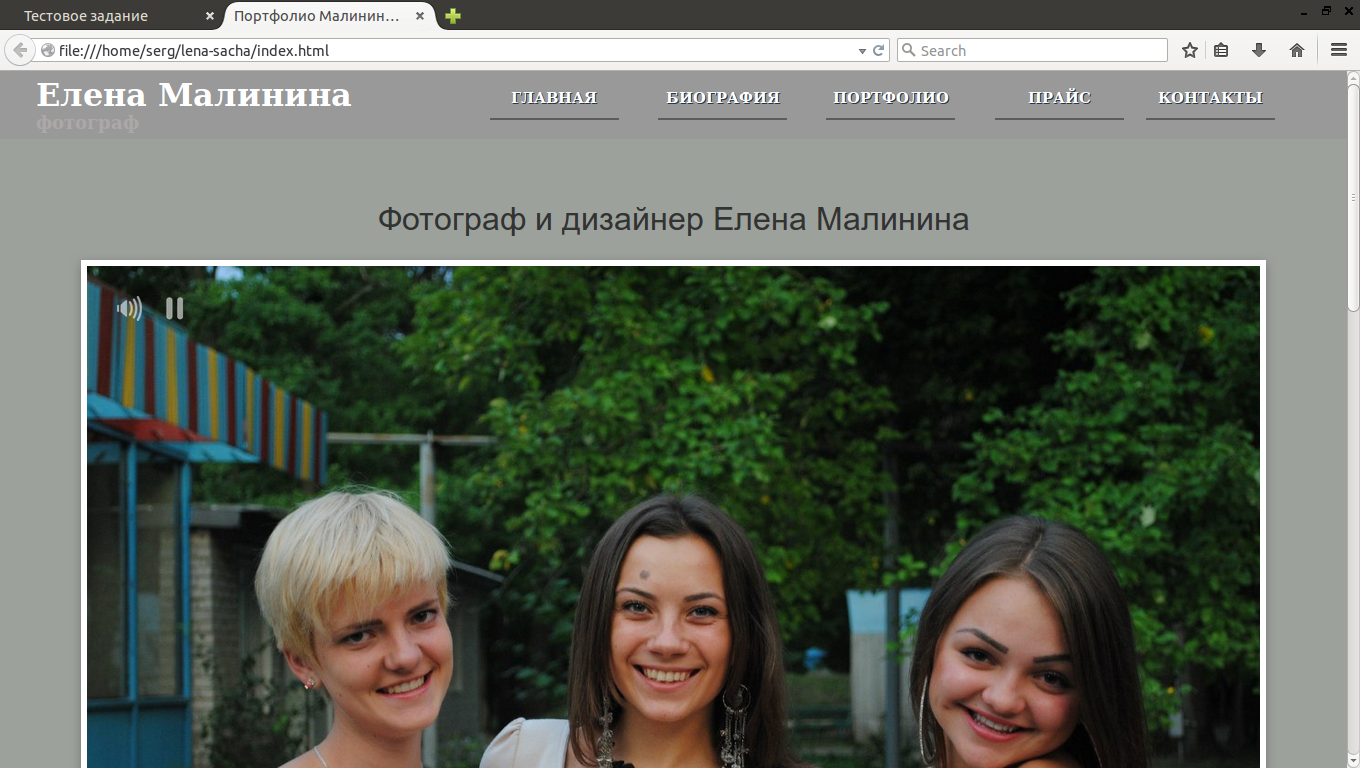 Тестовое задание
Портфолио Малинин...
file:///home/serg/lena-sacha/index.html
Search
Елена Малинина
фотограф
ГЛАВНАЯ
БИОГРАФИЯ
ПОРТФОЛИО
ПРАЙС
КОНТАКТЫ
Фотограф и дизайнер Елена Малинина